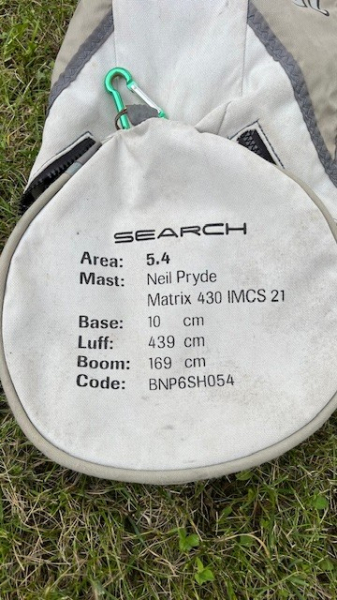 SEARCH
Area: 5.4
Mast: Neil Pryde
Matrix 430 IMCS 21
Base: 10 cm
Luff: 439 cm
Boom: 169 cm
Code: BNP6SH054